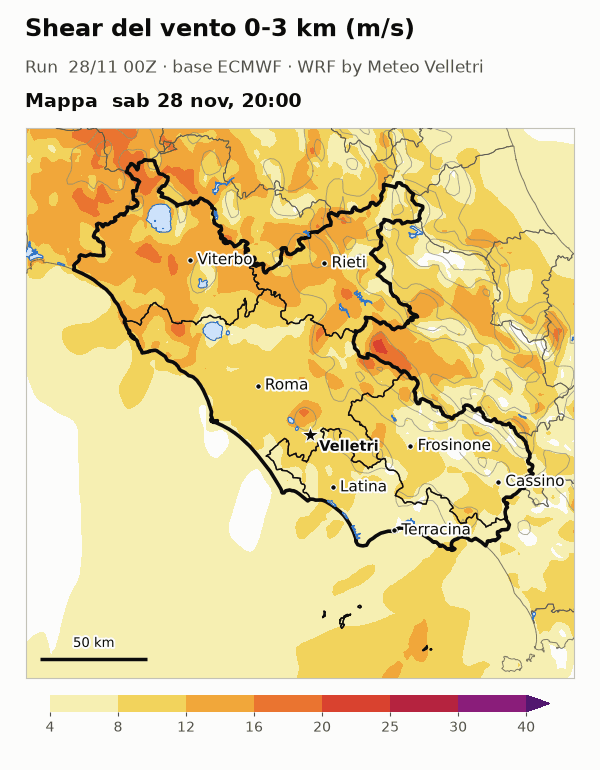 Shear del vento 0-3 km (m/s)
Run  28/11 00Z · base ECMWF · WRF by Meteo Velletri
Mappa  sab 28 nov, 20:00
Viterbo
Rieti
Roma
Velletri
Frosinone
Cassino
Latina
Terracina
50 km
4 8 12 16 20 25 30 40